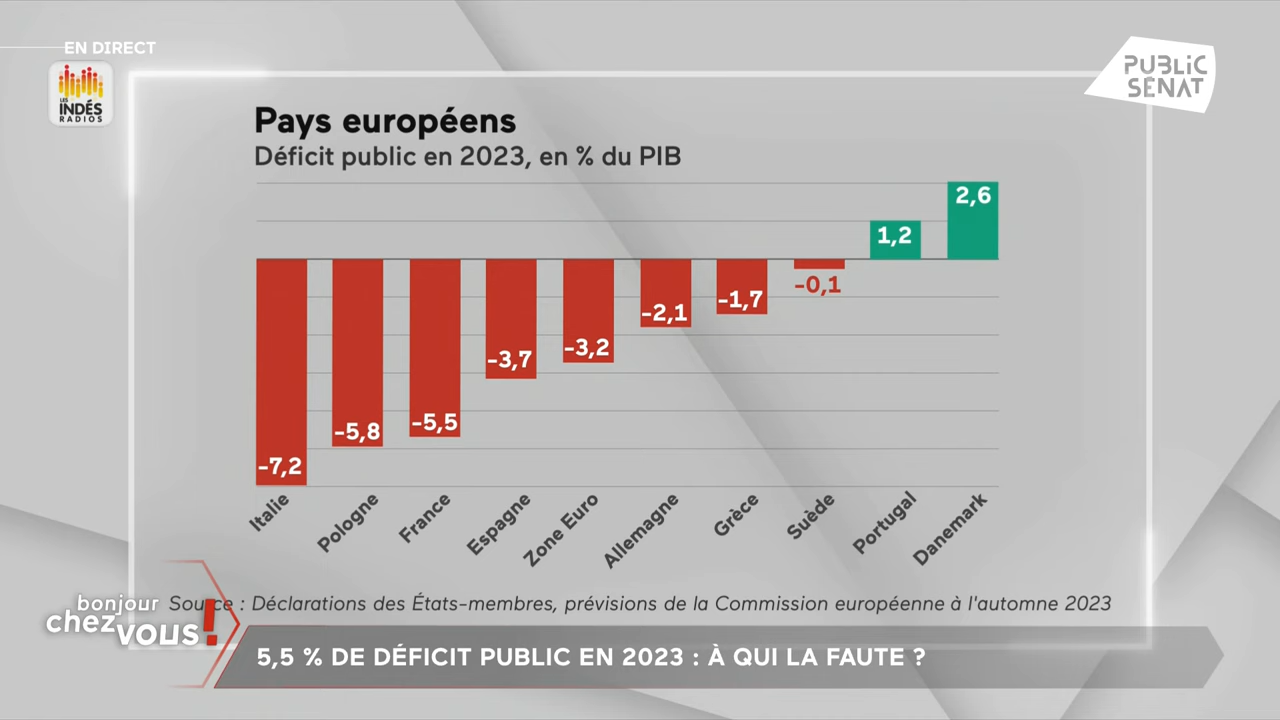 EN DIRECT
LES
INDÉS
RADIOS
PUBLIC
SÉNAT
Pays européens
Déficit public en 2023, en % du PIB
2,6
1,2
-0,1
-1,7
-2,1
-3,2
-3,7
-5,5
-5,8
-7,2
Italie
Pologne
France
Espagne
Zone Euro
Allemagne
Grèce
Suède
Portugal
Danemark
Source : Déclarations des États-membres, prévisions de la Commission européenne à l'automne 2023
bonjour
chez
vous!
5,5 % DE DÉFICIT PUBLIC EN 2023 : À QUI LA FAUTE ?